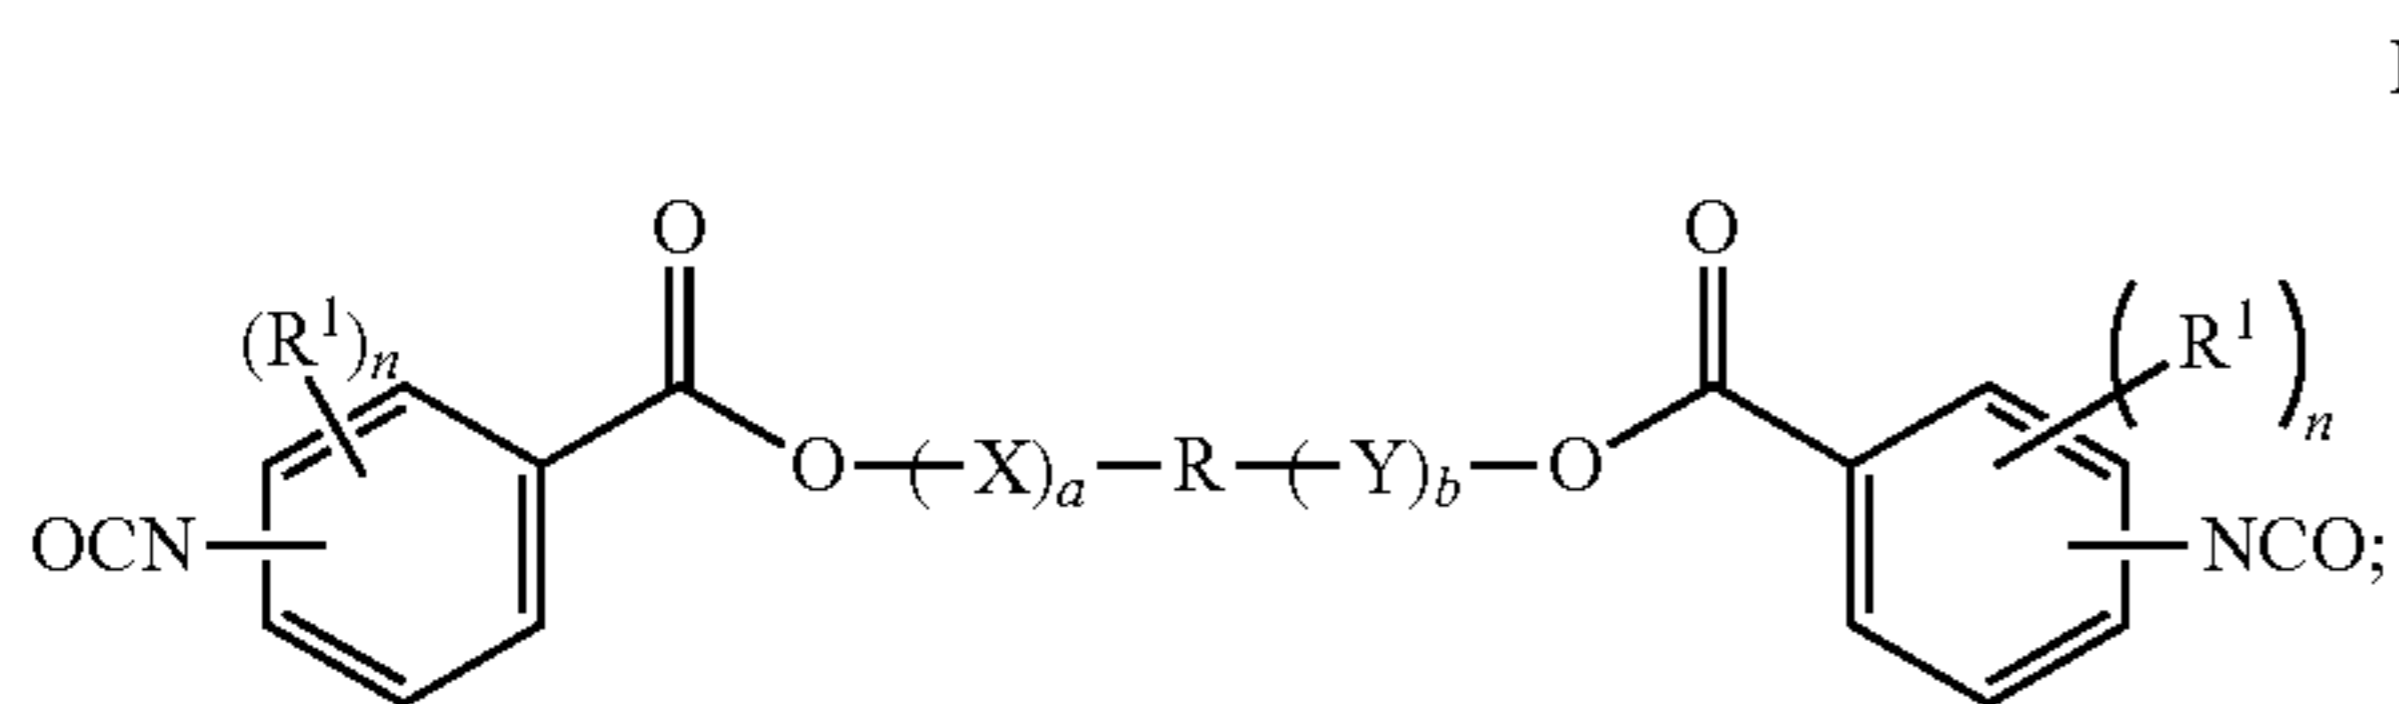 O O
(R¹)ₙ R¹ ₙ
O (X)ₐ R (Y)b O
OCN NCO;